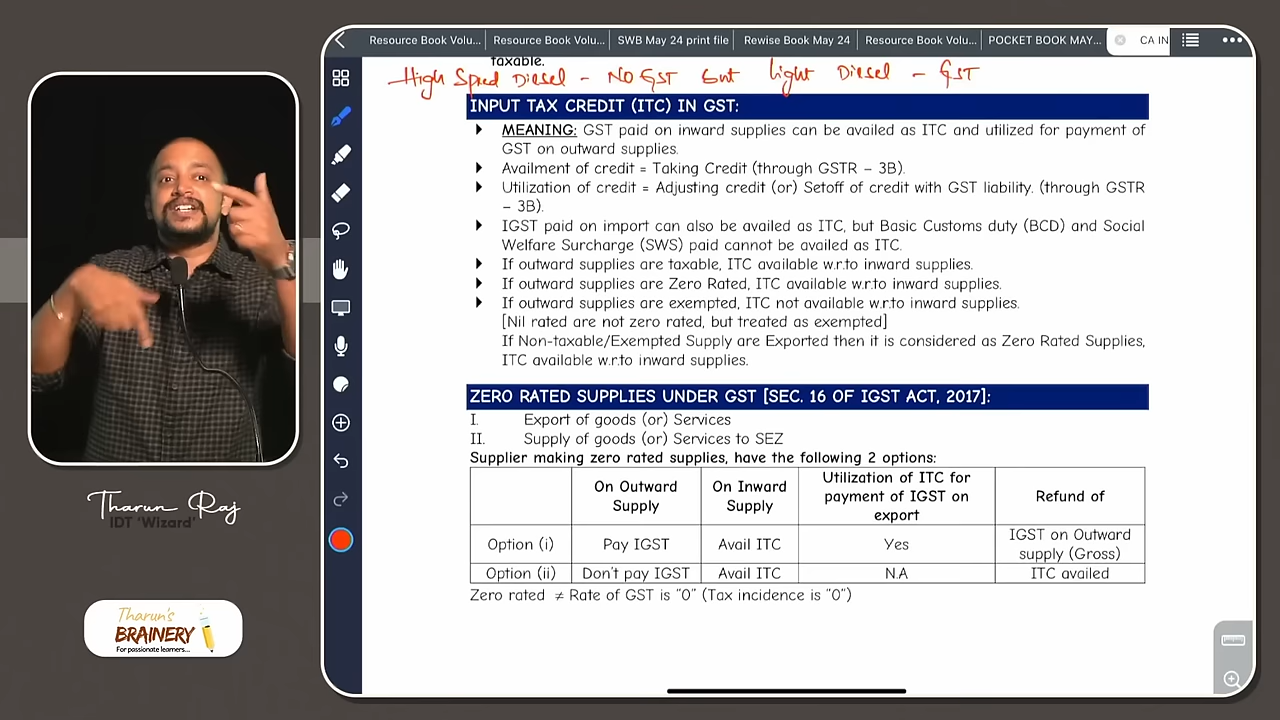 Resource Book Volu... Resource Book Volu... SWB May 24 print file Rewise Book May 24 Resource Book Volu... POCKET BOOK MAY... CA IN
taxable.
High Speed Diesel - NO GST but Light Diesel - GST
INPUT TAX CREDIT (ITC) IN GST:
MEANING: GST paid on inward supplies can be availed as ITC and utilized for payment of
GST on outward supplies.
Availment of credit = Taking Credit (through GSTR – 3B).
Utilization of credit = Adjusting credit (or) Setoff of credit with GST liability. (through GSTR
– 3B).
IGST paid on import can also be availed as ITC, but Basic Customs duty (BCD) and Social
Welfare Surcharge (SWS) paid cannot be availed as ITC.
If outward supplies are taxable, ITC available w.r.to inward supplies.
If outward supplies are Zero Rated, ITC available w.r.to inward supplies.
If outward supplies are exempted, ITC not available w.r.to inward supplies.
[Nil rated are not zero rated, but treated as exempted]
If Non-taxable/Exempted Supply are Exported then it is considered as Zero Rated Supplies,
ITC available w.r.to inward supplies.
ZERO RATED SUPPLIES UNDER GST [SEC. 16 OF IGST ACT, 2017]:
I. Export of goods (or) Services
II. Supply of goods (or) Services to SEZ
Supplier making zero rated supplies, have the following 2 options:
On Outward
Supply
On Inward
Supply
Utilization of ITC for
payment of IGST on
export
Refund of
Option (i) Pay IGST Avail ITC Yes IGST on Outward
supply (Gross)
Option (ii) Don't pay IGST Avail ITC N.A ITC availed
Zero rated ≠ Rate of GST is "0" (Tax incidence is "0")
Tharun Raj
IDT 'Wizard'
Tharun's
BRAINERY
For passionate learners...